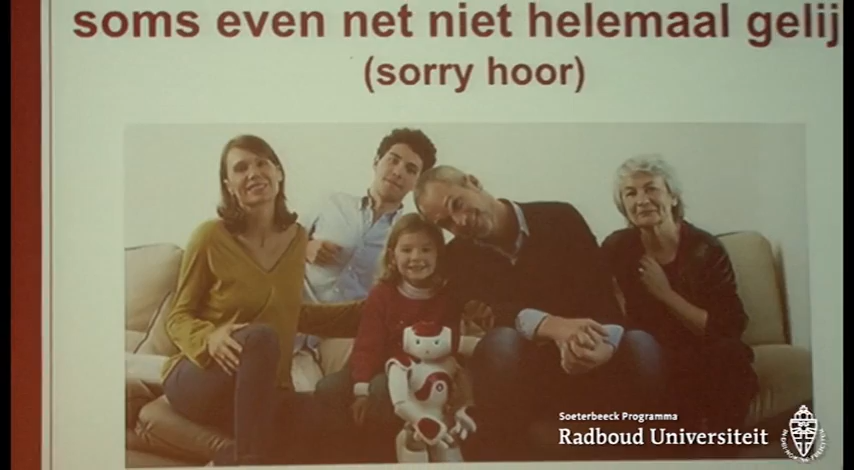 soms even net niet helemaal gelij
(sorry hoor)
Soeterbeeck Programma
Radboud Universiteit